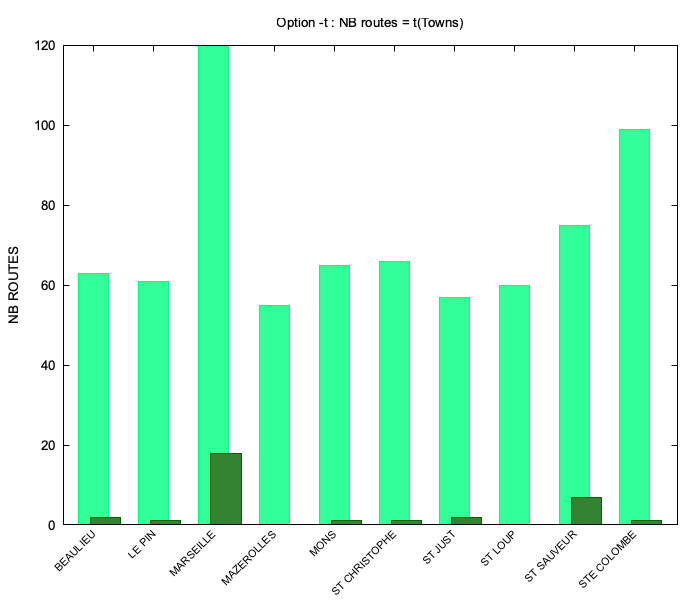 Option -t : NB routes = t(Towns)
120
100
80
60
40
20
0
NB ROUTES
BEAULIEU
LE PIN
MARSEILLE
MAZEROLLES
MONS
ST CHRISTOPHE
ST JUST
ST LOUP
ST SAUVEUR
STE COLOMBE